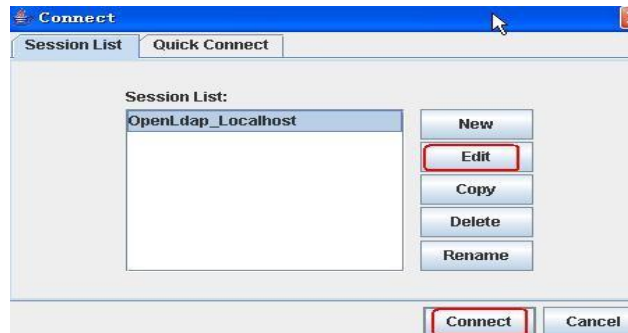 Connect
Session List
Quick Connect
Session List:
OpenLdap_Localhost
New
Edit
Copy
Delete
Rename
Connect
Cancel